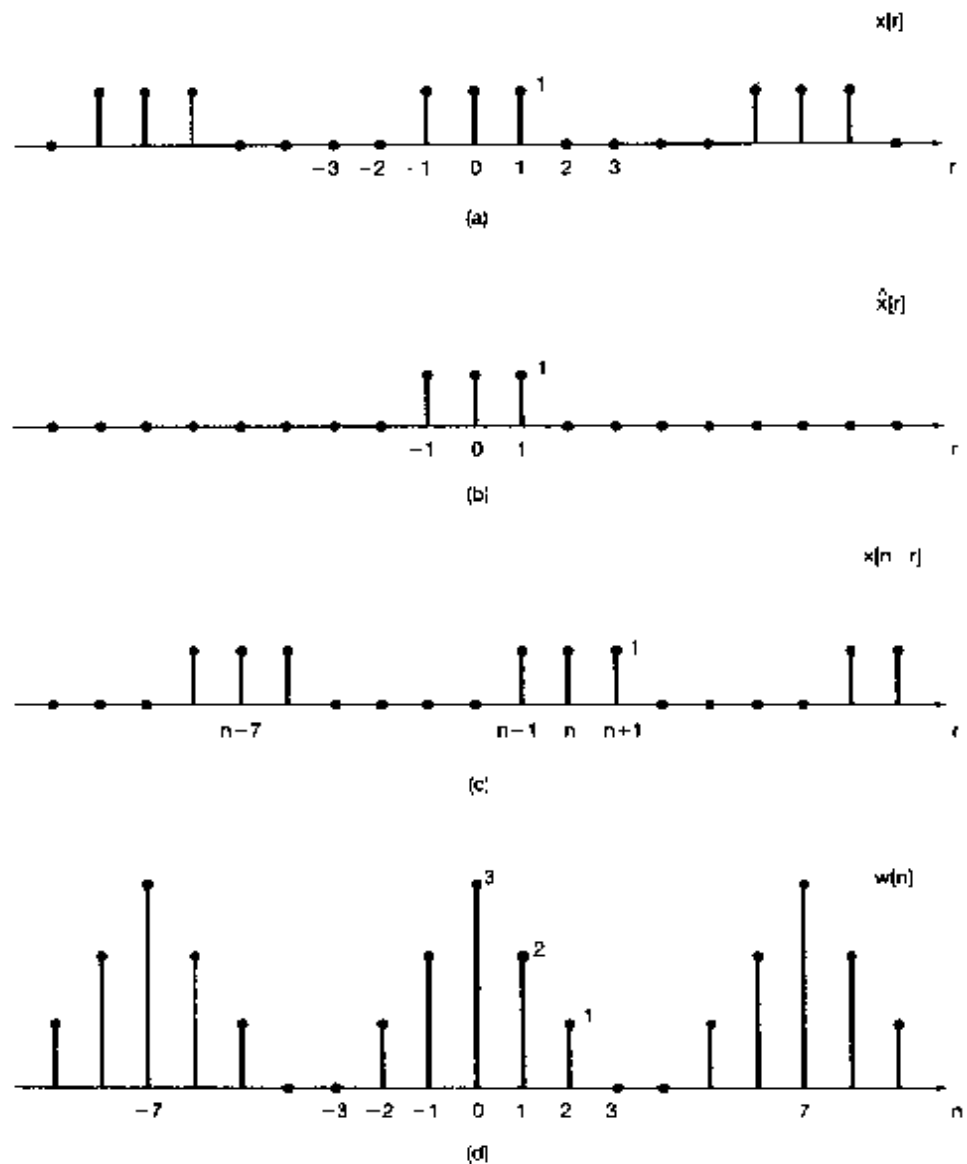 x[r]
1
−3 −2 -1 0 1 2 3 r
(a)
x̂[r]
1
−1 0 1 r
(b)
x[n r]
1
n−7 n−1 n n+1 r
(c)
3 w[n]
2
1
−7 −3 −2 −1 0 1 2 3 7 n
(d)